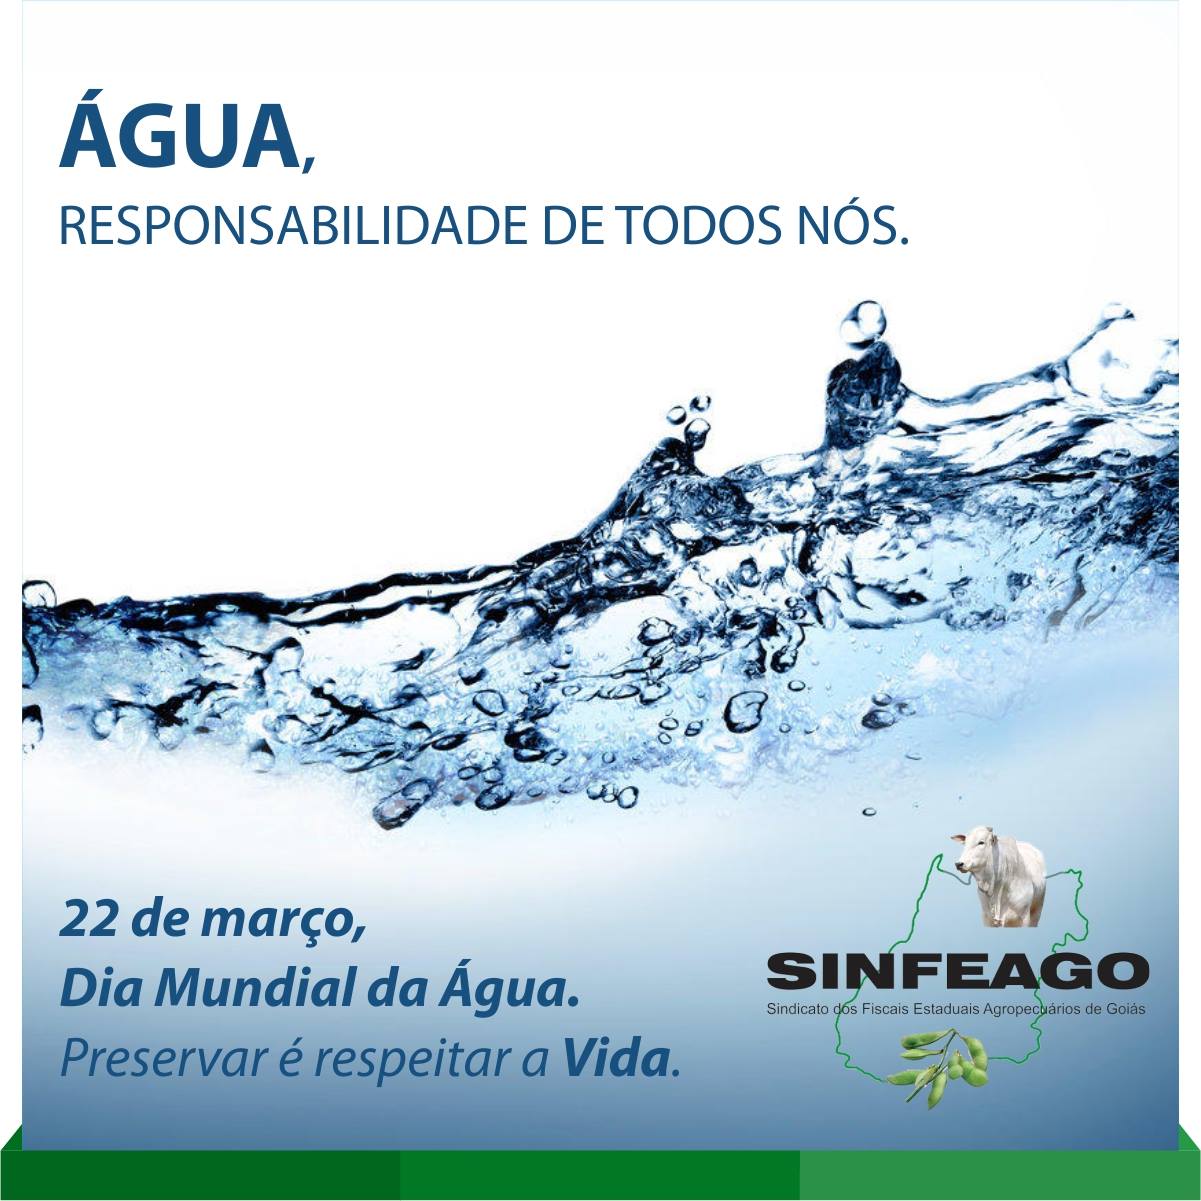 ÁGUA,
RESPONSABILIDADE DE TODOS NÓS.
22 de março,
Dia Mundial da Água.
Preservar é respeitar a Vida.
SINFEAGO
Sindicato dos Fiscais Estaduais Agropecuários de Goiás